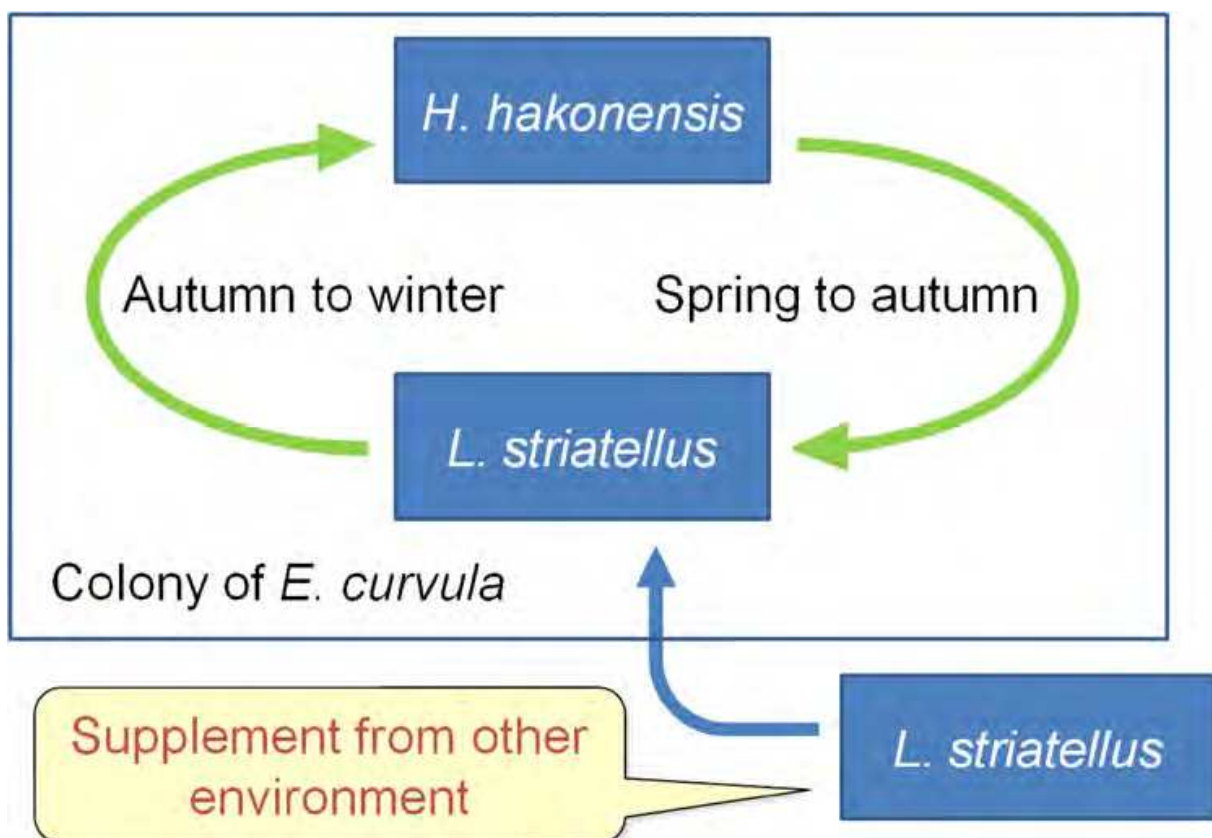 H. hakonensis
Autumn to winter
Spring to autumn
L. striatellus
Colony of E. curvula
Supplement from other
environment
L. striatellus